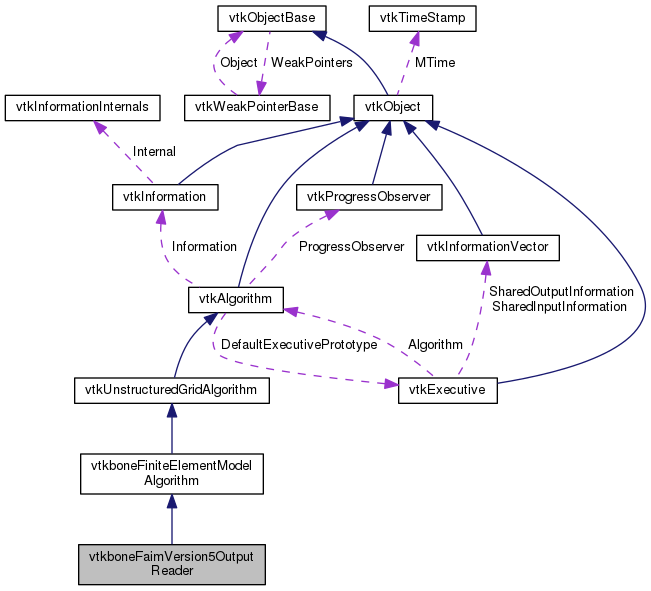 vtkObjectBase
vtkTimeStamp
Object
WeakPointers
MTime
vtkInformationInternals
vtkWeakPointerBase
vtkObject
Internal
vtkInformation
vtkProgressObserver
Information
ProgressObserver
vtkInformationVector
vtkAlgorithm
SharedOutputInformation
SharedInputInformation
DefaultExecutivePrototype
Algorithm
vtkUnstructuredGridAlgorithm
vtkExecutive
vtkboneFiniteElementModel
Algorithm
vtkboneFaimVersion5Output
Reader